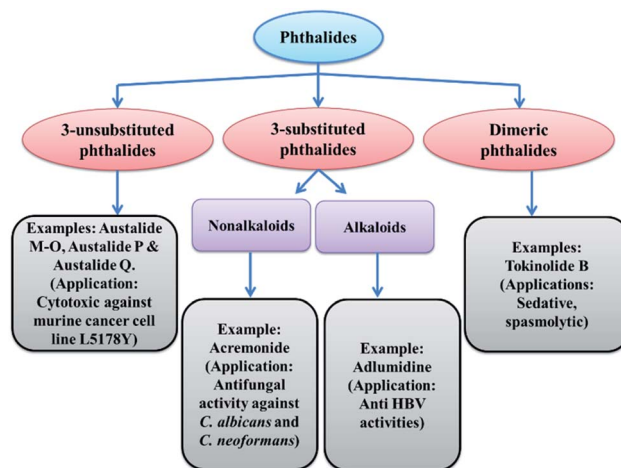 Phthalides
3-unsubstituted
phthalides
3-substituted
phthalides
Dimeric
phthalides
Nonalkaloids
Alkaloids
Examples: Austalide
M-O, Austalide P &
Austalide Q.
(Application:
Cytotoxic against
murine cancer cell
line L5178Y)
Example:
Acremonide
(Application:
Antifungal
activity against
C. albicans and
C. neoformans)
Example:
Adlumidine
(Application:
Anti HBV
activities)
Examples:
Tokinolide B
(Applications:
Sedative,
spasmolytic)